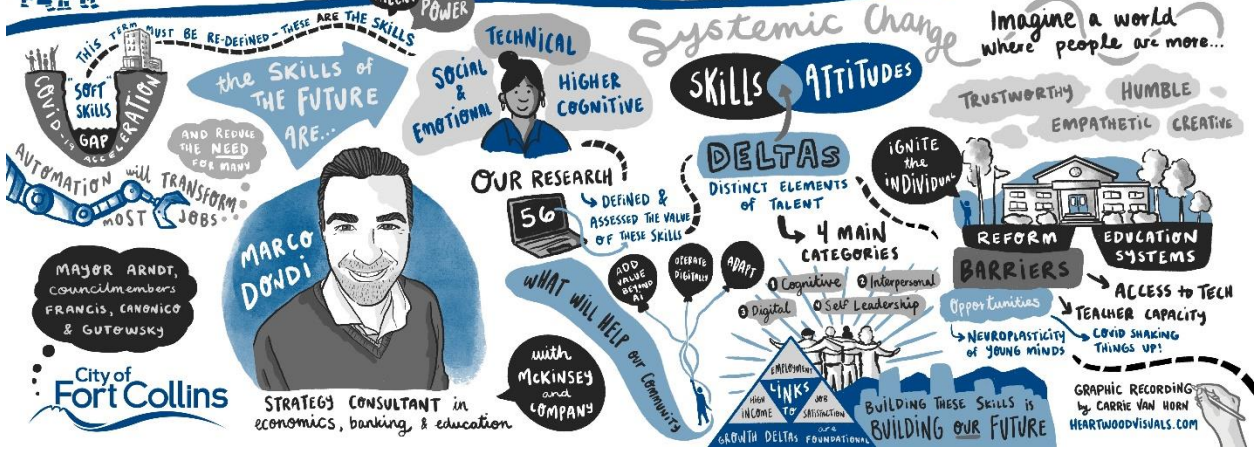 POWER
THIS TERM MUST BE RE-DEFINED - THESE ARE THE SKILLS
"SOFT"
SKILLS
GAP
COVID-19 ACCELERATION
AND REDUCE
THE NEED
FOR MANY
AUTOMATION will TRANSFORM
MOST JOBS
the SKILLS of
THE FUTURE
ARE...
TECHNICAL
SOCIAL
&
EMOTIONAL
HIGHER
COGNITIVE
Systemic Change
SKILLS
ATTITUDES
Imagine a world
where people are more...
TRUSTWORTHY
HUMBLE
EMPATHETIC
CREATIVE
MAYOR ARNDT,
councilmembers
FRANCIS, CANONICO
& GUTOWSKY
City of
Fort Collins
MARCO
DONDI
STRATEGY CONSULTANT in
economics, banking & education
with
McKINSEY
and
COMPANY
OUR RESEARCH
56
DEFINED &
ASSESSED THE VALUE
OF THESE SKILLS
WHAT WILL HELP our Community
ADD
VALUE
BEYOND
AI
OPERATE
DIGITALLY
ADAPT
DELTAS
DISTINCT ELEMENTS
of TALENT
4 MAIN
CATEGORIES
1 Cognitive
2 Interpersonal
3 Digital
4 Self Leadership
EMPLOYMENT
LINKS
TO
HIGH
INCOME
JOB
SATISFACTION
GROWTH DELTAS are FOUNDATIONAL
BUILDING THESE SKILLS is
BUILDING OUR FUTURE
IGNITE
the
INDIVIDUAL
REFORM
EDUCATION
SYSTEMS
BARRIERS
ACCESS to TECH
TEACHER CAPACITY
Opportunities
NEUROPLASTICITY
of YOUNG MINDS
COVID SHAKING
THINGS UP!
GRAPHIC RECORDING
by CARRIE VAN HORN
HEARTWOODVISUALS.COM